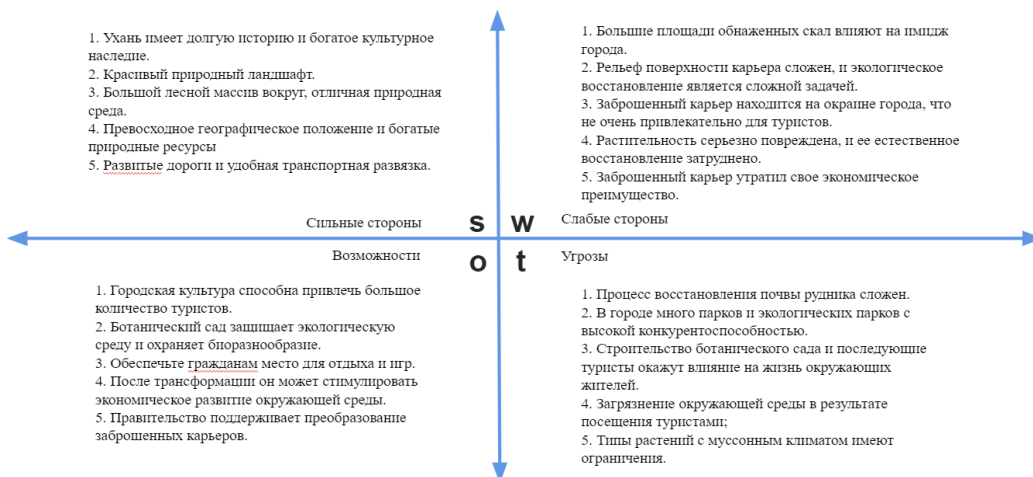 1. Ухань имеет долгую историю и богатое культурное
наследие.
2. Красивый природный ландшафт.
3. Большой лесной массив вокруг, отличная природная
среда.
4. Превосходное географическое положение и богатые
природные ресурсы
5. Развитые дороги и удобная транспортная развязка.
1. Большие площади обнаженных скал влияют на имидж
города.
2. Рельеф поверхности карьера сложен, и экологическое
восстановление является сложной задачей.
3. Заброшенный карьер находится на окраине города, что
не очень привлекательно для туристов.
4. Растительность серьезно повреждена, и ее естественное
восстановление затруднено.
5. Заброшенный карьер утратил свое экономическое
преимущество.
Сильные стороны
s
w
Слабые стороны
Возможности
o
t
Угрозы
1. Городская культура способна привлечь большое
количество туристов.
2. Ботанический сад защищает экологическую
среду и охраняет биоразнообразие.
3. Обеспечьте гражданам место для отдыха и игр.
4. После трансформации он может стимулировать
экономическое развитие окружающей среды.
5. Правительство поддерживает преобразование
заброшенных карьеров.
1. Процесс восстановления почвы рудника сложен.
2. В городе много парков и экологических парков с
высокой конкурентоспособностью.
3. Строительство ботанического сада и последующие
туристы окажут влияние на жизнь окружающих
жителей.
4. Загрязнение окружающей среды в результате
посещения туристами;
5. Типы растений с муссонным климатом имеют
ограничения.